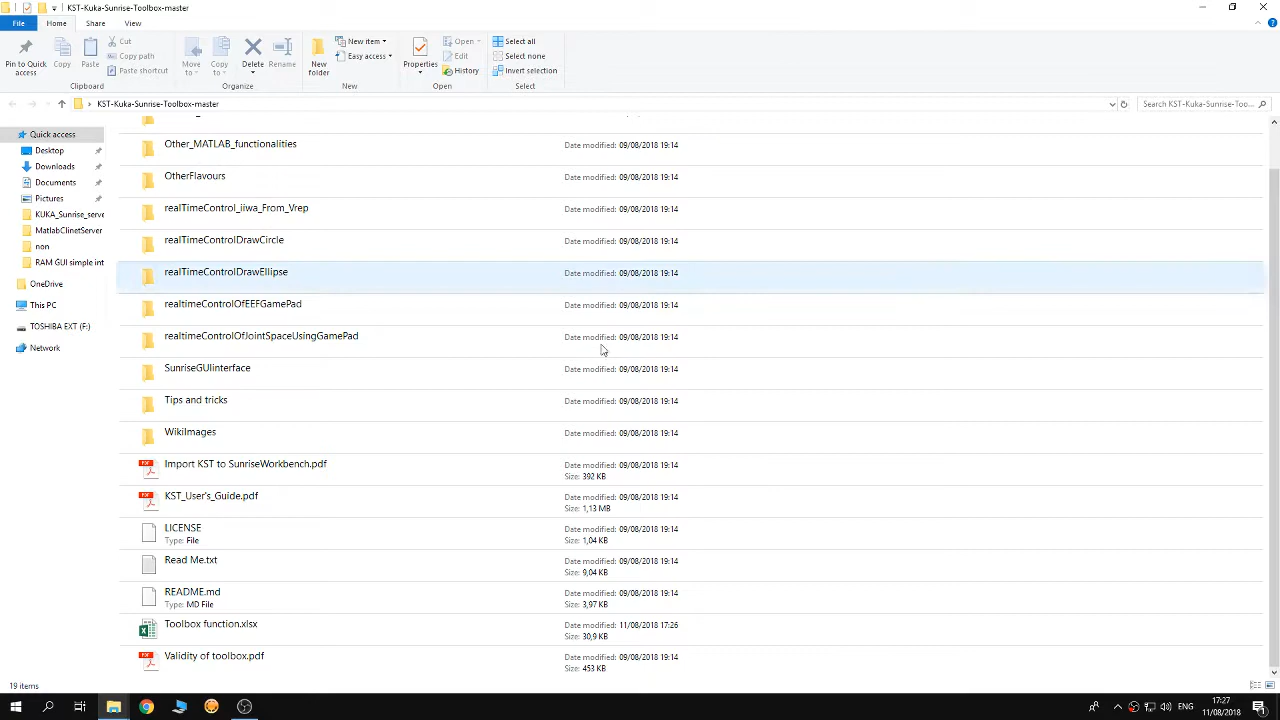 KST-Kuka-Sunrise-Toolbox-master
File
Home
Share
View
Pin to Quick access
Copy
Paste
Cut
Copy path
Paste shortcut
Clipboard
Move to
Copy to
Delete
Rename
Organize
New folder
New item
Easy access
New
Properties
Open
Edit
History
Open
Select all
Select none
Invert selection
Select
KST-Kuka-Sunrise-Toolbox-master
Search KST-Kuka-Sunrise-Too...
Quick access
Desktop
Downloads
Documents
Pictures
KUKA_Sunrise_serve
MatlabClinetServer
non
RAM GUI simple int
OneDrive
This PC
TOSHIBA EXT (F:)
Network
Other_MATLAB_functionalities
Date modified: 09/08/2018 19:14
OtherFlavours
Date modified: 09/08/2018 19:14
realTimeControl_iiwa_From_Vrep
Date modified: 09/08/2018 19:14
realTimeControlDrawCircle
Date modified: 09/08/2018 19:14
realTimeControlDrawEllipse
Date modified: 09/08/2018 19:14
realtimeControlOfEEFGamePad
Date modified: 09/08/2018 19:14
realtimeControlOfJointSpaceUsingGamePad
Date modified: 09/08/2018 19:14
SunriseGUIinterface
Date modified: 09/08/2018 19:14
Tips and tricks
Date modified: 09/08/2018 19:14
WikiImages
Date modified: 09/08/2018 19:14
Import KST to SunriseWorkbench.pdf
Date modified: 09/08/2018 19:14
Size: 392 KB
KST_User's_Guide.pdf
Date modified: 09/08/2018 19:14
Size: 1,13 MB
LICENSE
Type: File
Date modified: 09/08/2018 19:14
Size: 1,04 KB
Read Me.txt
Date modified: 09/08/2018 19:14
Size: 9,04 KB
README.md
Type: MD File
Date modified: 09/08/2018 19:14
Size: 3,97 KB
Toolbox function.xlsx
Date modified: 11/08/2018 17:26
Size: 30,9 KB
Validity of toolbox.pdf
Date modified: 09/08/2018 19:14
Size: 453 KB
19 items
ENG
17:27
11/08/2018